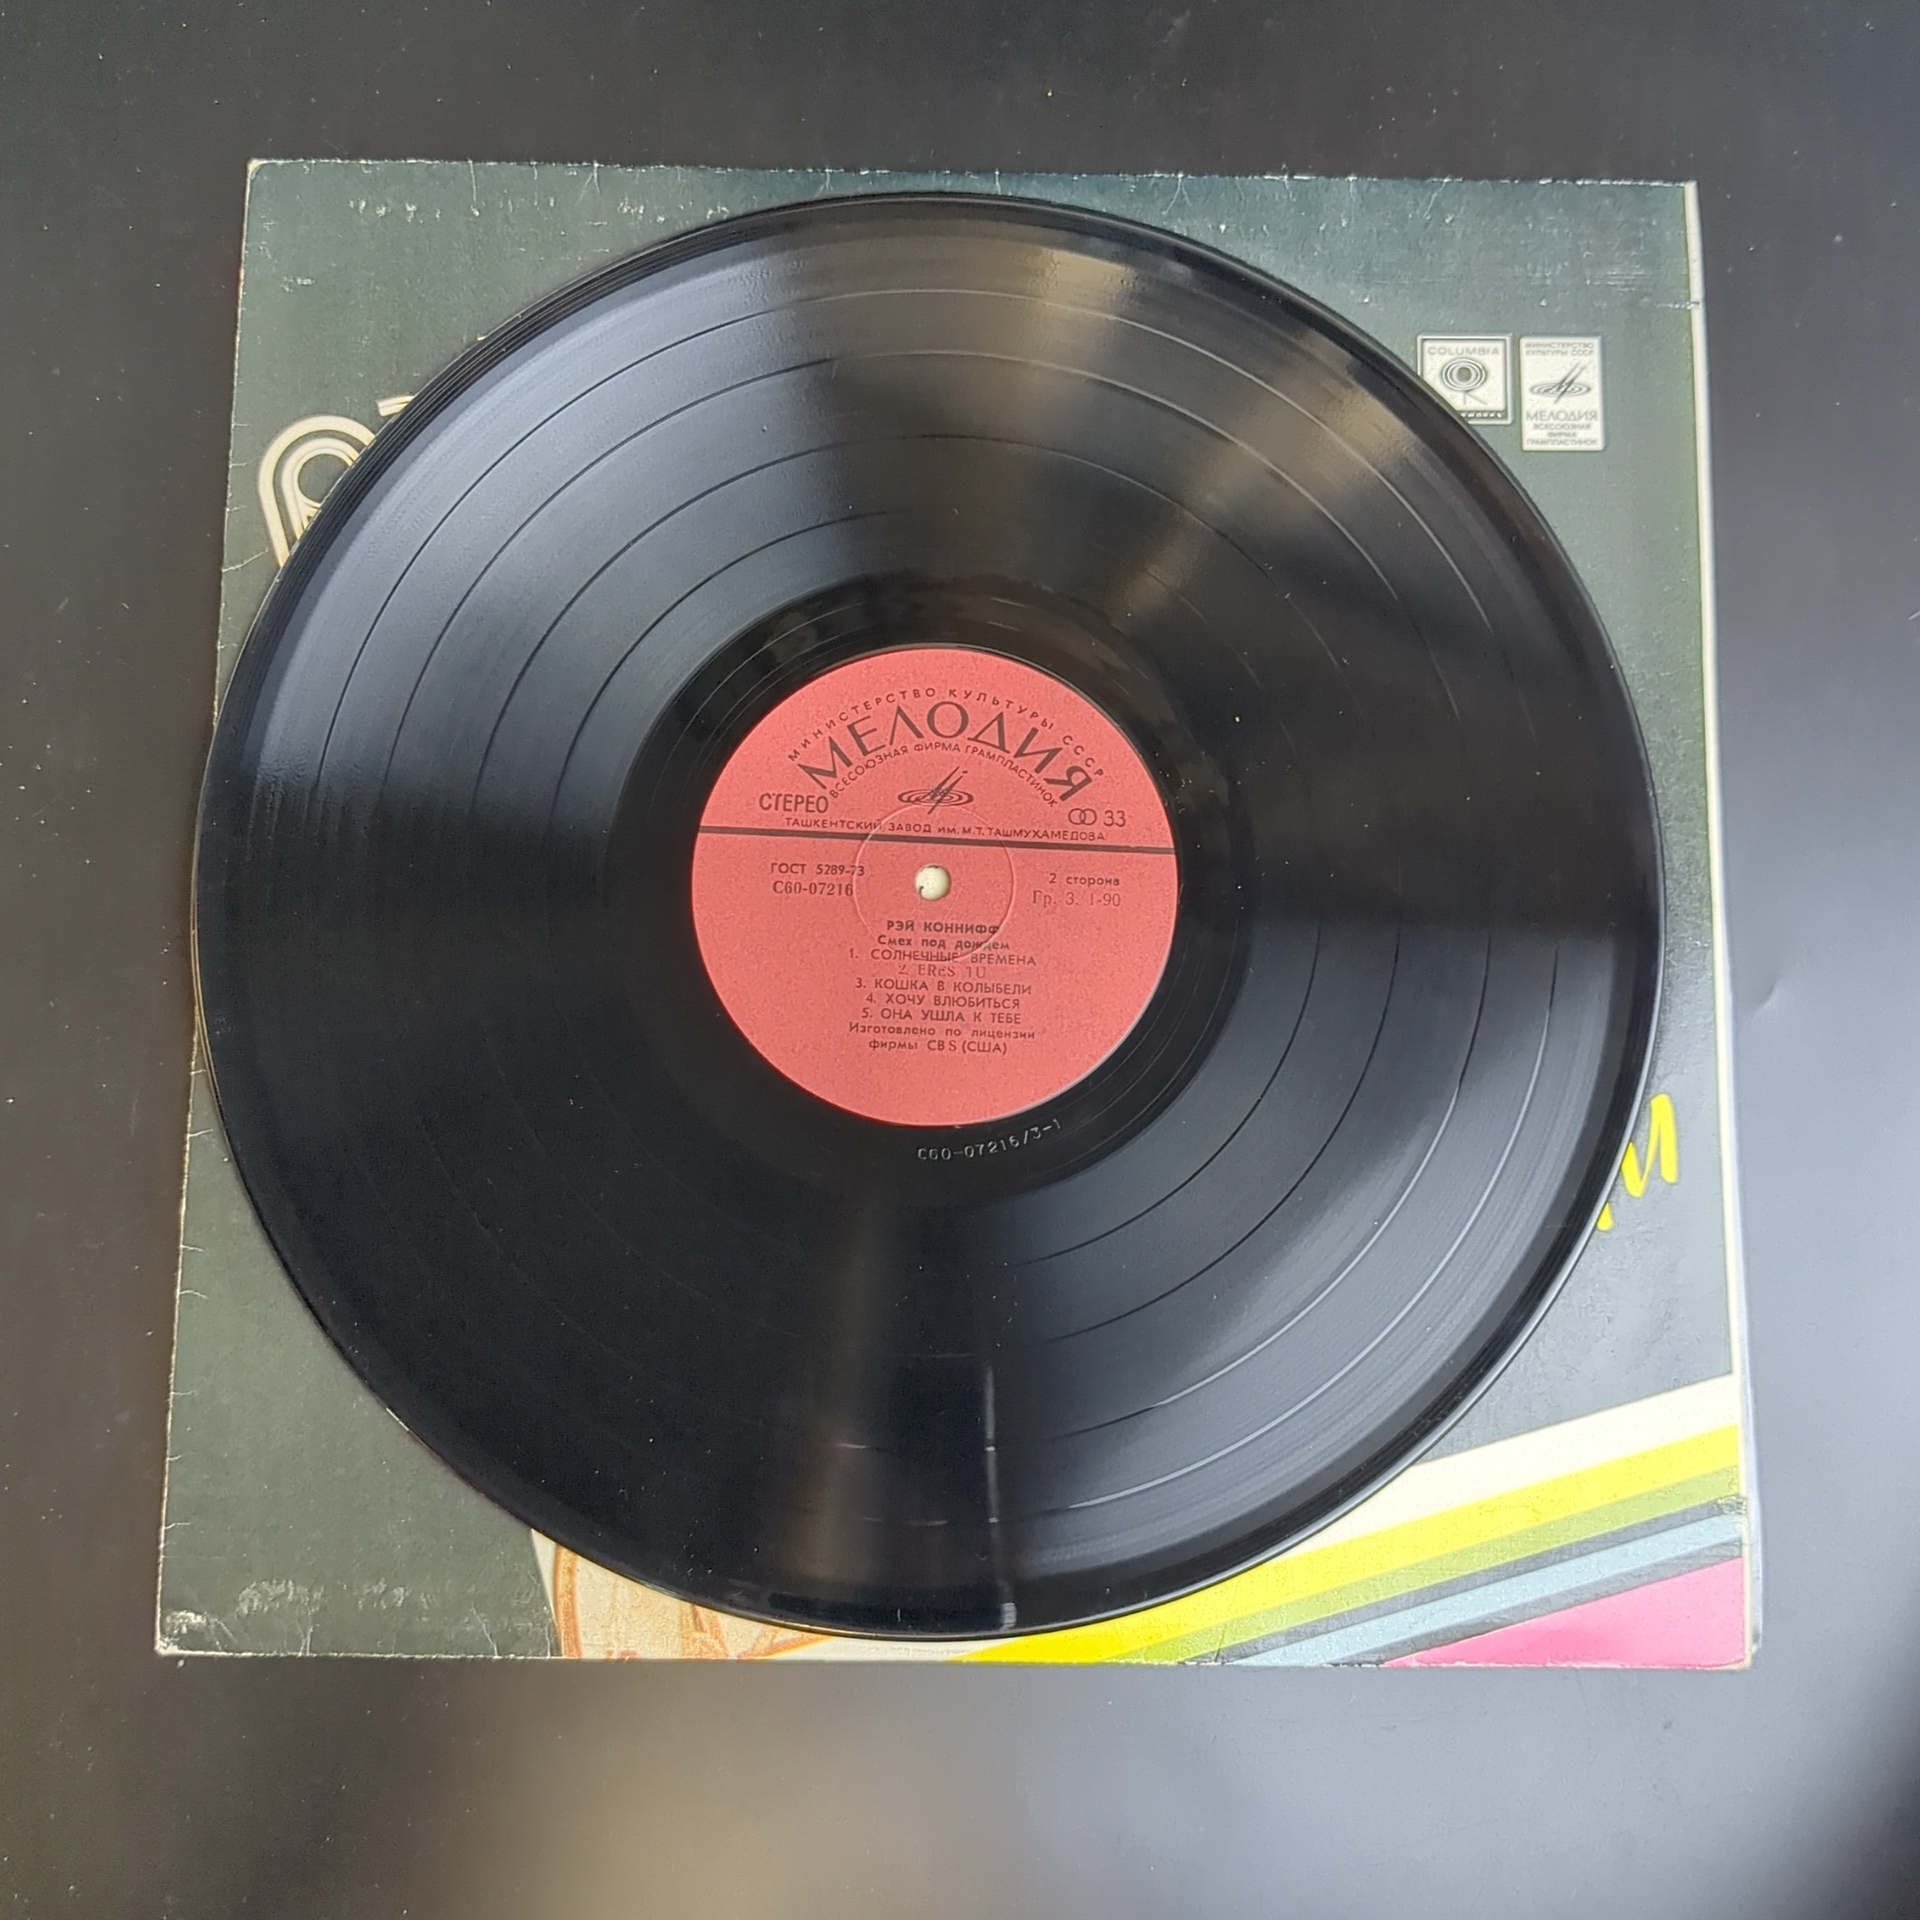 COLUMBIA
МИНИСТЕРСТВО
КУЛЬТУРЫ СССР
МЕЛОДИЯ
ВСЕСОЮЗНАЯ
ФИРМА
ГРАМПЛАСТИНОК
МИНИСТЕРСТВО КУЛЬТУРЫ СССР
МЕЛОДИЯ
ВСЕСОЮЗНАЯ ФИРМА ГРАМПЛАСТИНОК
СТЕРЕО
33
ТАШКЕНТСКИЙ ЗАВОД ИМ. М.Т. ТАШМУХАМЕДОВА
ГОСТ 5289-73
С60-07216
2 сторона
Гр. 3. 1-90
РЭЙ КОННИФФ
Смех под дождем
1. СОЛНЕЧНЫЕ ВРЕМЕНА
2. ERES TU
3. КОШКА В КОЛЫБЕЛИ
4. ХОЧУ ВЛЮБИТЬСЯ
5. ОНА УШЛА К ТЕБЕ
Изготовлено по лицензии
фирмы CBS (США)
С60-07216/3-1